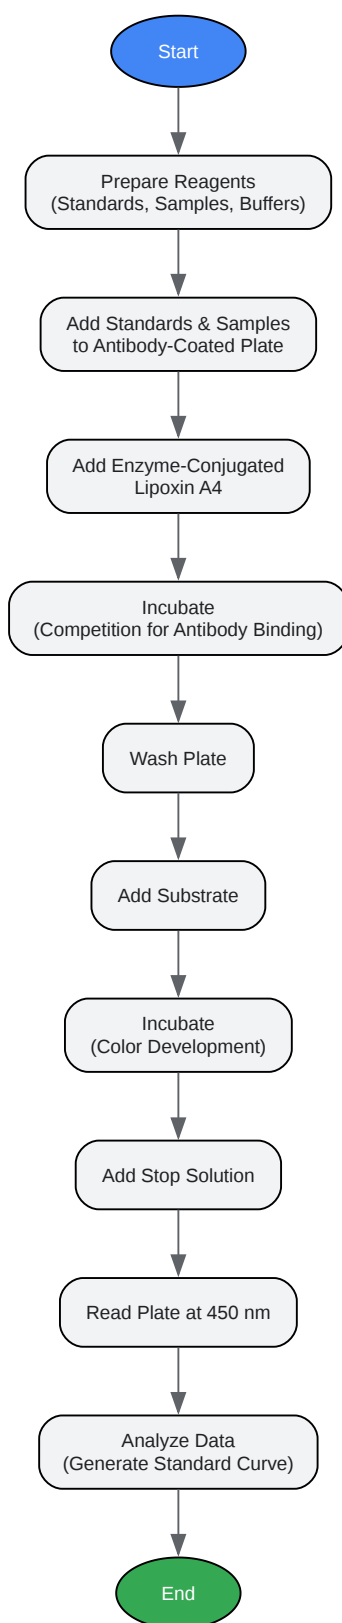 Start
Prepare Reagents
(Standards, Samples, Buffers)
Add Standards & Samples
to Antibody-Coated Plate
Add Enzyme-Conjugated
Lipoxin A4
Incubate
(Competition for Antibody Binding)
Wash Plate
Add Substrate
Incubate
(Color Development)
Add Stop Solution
Read Plate at 450 nm
Analyze Data
(Generate Standard Curve)
End